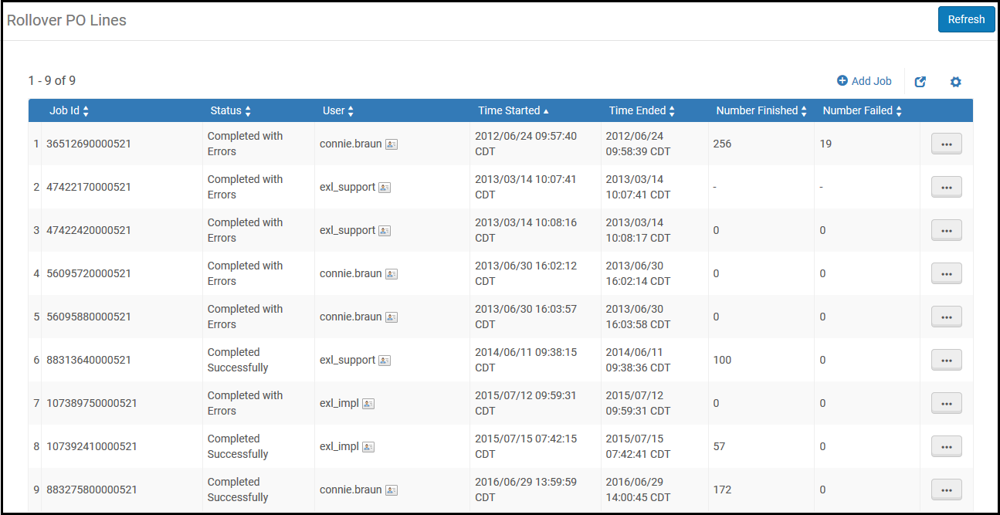 Rollover PO Lines
Refresh
1 - 9 of 9
Add Job
Job Id Status User Time Started Time Ended Number Finished Number Failed
1 36512690000521 Completed with Errors connie.braun 2012/06/24 09:57:40 CDT 2012/06/24 09:58:39 CDT 256 19 ...
2 47422170000521 Completed with Errors exl_support 2013/03/14 10:07:41 CDT 2013/03/14 10:07:41 CDT - - ...
3 47422420000521 Completed with Errors exl_support 2013/03/14 10:08:16 CDT 2013/03/14 10:08:17 CDT 0 0 ...
4 56095720000521 Completed with Errors connie.braun 2013/06/30 16:02:12 CDT 2013/06/30 16:02:14 CDT 0 0 ...
5 56095880000521 Completed with Errors connie.braun 2013/06/30 16:03:57 CDT 2013/06/30 16:03:58 CDT 0 0 ...
6 88313640000521 Completed Successfully exl_support 2014/06/11 09:38:15 CDT 2014/06/11 09:38:36 CDT 100 0 ...
7 107389750000521 Completed with Errors exl_impl 2015/07/12 09:59:31 CDT 2015/07/12 09:59:31 CDT 0 0 ...
8 107392410000521 Completed Successfully exl_impl 2015/07/15 07:42:15 CDT 2015/07/15 07:42:41 CDT 57 0 ...
9 883275800000521 Completed Successfully connie.braun 2016/06/29 13:59:59 CDT 2016/06/29 14:00:45 CDT 172 0 ...